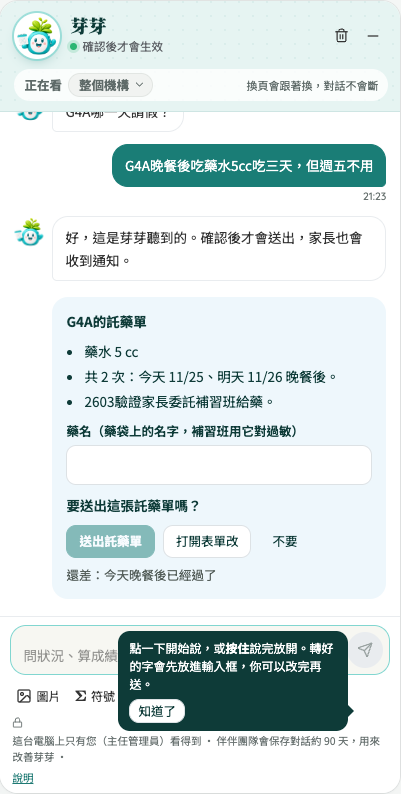 芽芽
確認後才會生效
正在看 整個機構
換頁會跟著換，對話不會斷
G4A晚餐後吃藥水5cc吃三天，但週五不用
21:23
好，這是芽芽聽到的。確認後才會送出，家長也會
收到通知。
G4A的託藥單
• 藥水 5 cc
• 共 2 次：今天 11/25、明天 11/26 晚餐後。
• 2603驗證家長委託補習班給藥。
藥名（藥袋上的名字，補習班用它對過敏）
要送出這張託藥單嗎？
送出託藥單 打開表單改 不要
還差：今天晚餐後已經過了
問狀況、算成績
點一下開始說，或按住說完放開。轉好
的字會先放進輸入框，你可以改完再
送。
知道了
圖片 符號
這台電腦上只有您（主任管理員）看得到 · 伴伴團隊會保存對話約 90 天，用來
改善芽芽 ·
說明